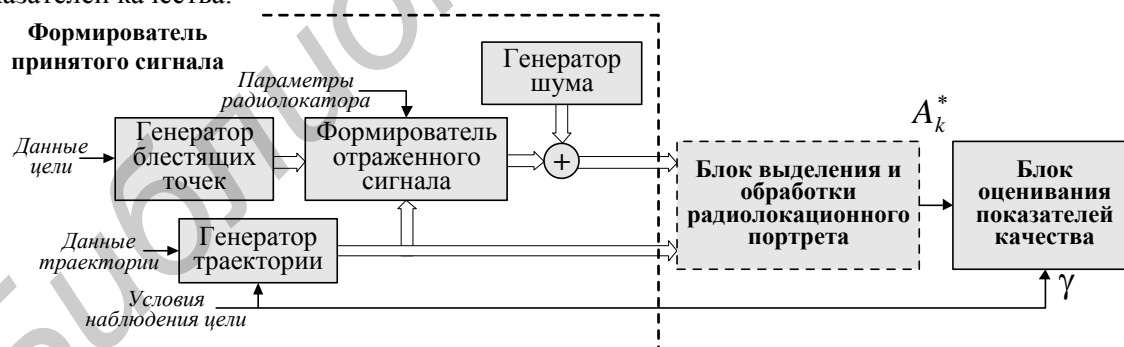 казателей качества.
Формирователь
принятого сигнала
Генератор
шума
Параметры
радиолокатора
A*k
Данные
цели
Генератор
блестящих
точек
Формирователь
отраженного
сигнала
+
Блок выделения и
обработки
радиолокационного
портрета
Блок
оценивания
показателей
качества
Данные
траектории
Генератор
траектории
γ
Условия
наблюдения цели